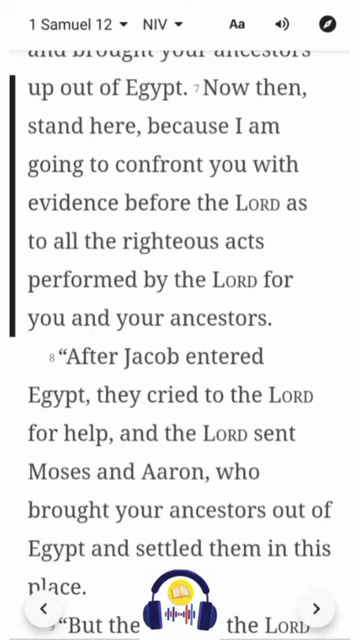 1 Samuel 12 NIV Aa
and brought your ancestors
up out of Egypt. 7 Now then,
stand here, because I am
going to confront you with
evidence before the LORD as
to all the righteous acts
performed by the LORD for
you and your ancestors.
8 “After Jacob entered
Egypt, they cried to the LORD
for help, and the LORD sent
Moses and Aaron, who
brought your ancestors out of
Egypt and settled them in this
place.
“But the the LORD